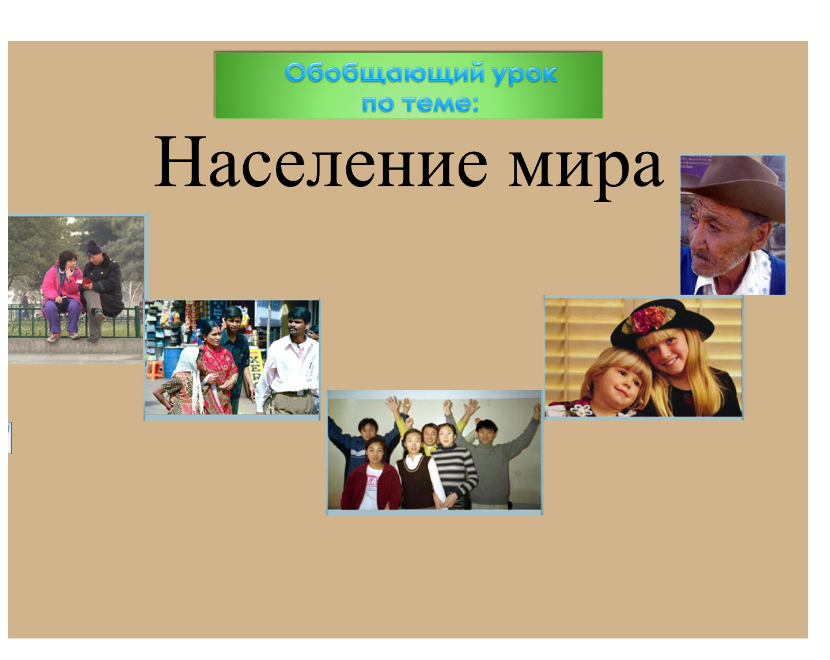 Обобщающий урок
по теме:
Население мира